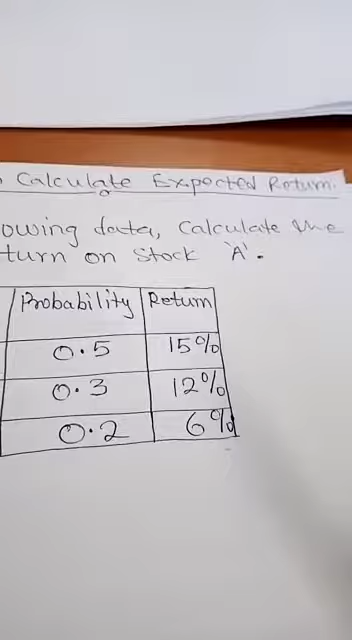 Calculate Expected Return.
owing data, Calculate the
turn on Stock 'A'.
Probability Return
0.5 15%
0.3 12%
0.2 6%